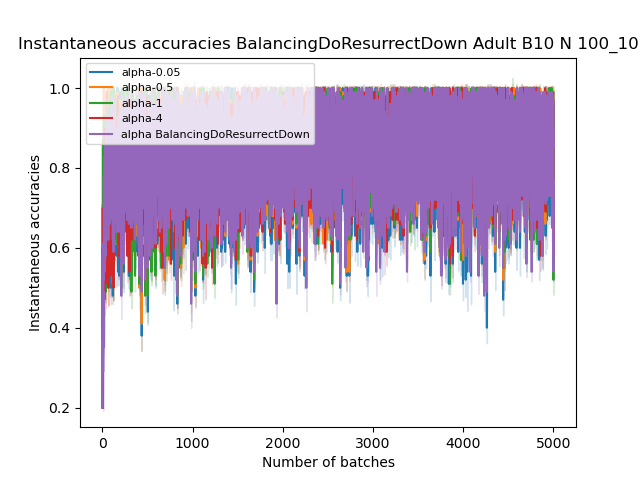 Instantaneous accuracies BalancingDoResurrectDown Adult B10 N 100_10
alpha-0.05
alpha-0.5
alpha-1
alpha-4
alpha BalancingDoResurrectDown
1.0
0.8
0.6
0.4
0.2
Instantaneous accuracies
0 1000 2000 3000 4000 5000
Number of batches